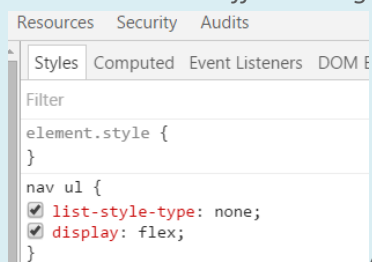 Resources Security Audits
Styles Computed Event Listeners DOM
Filter
element.style {
}
nav ul {
list-style-type: none;
display: flex;
}